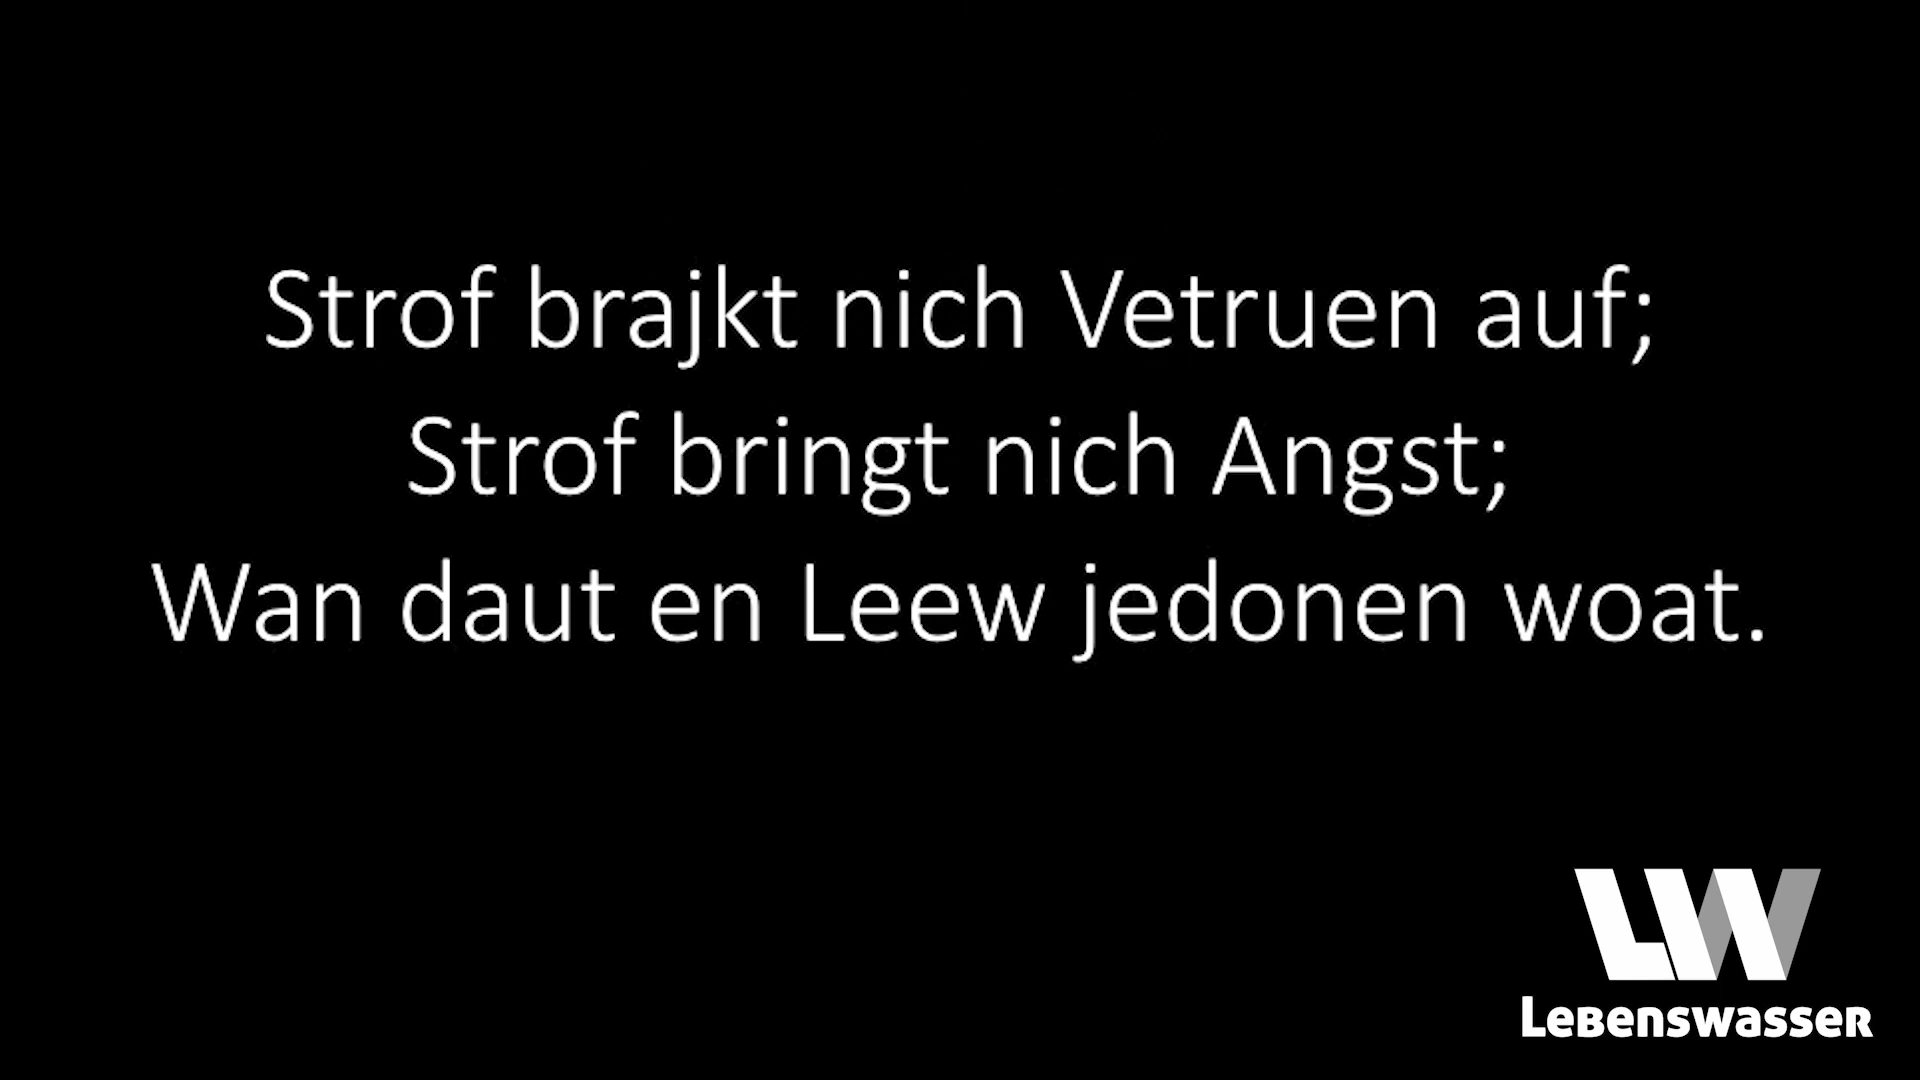 Strof brajkt nich Vetruen auf;
Strof bringt nich Angst;
Wan daut en Leew jedonen woat.
LW
Lebenswasser